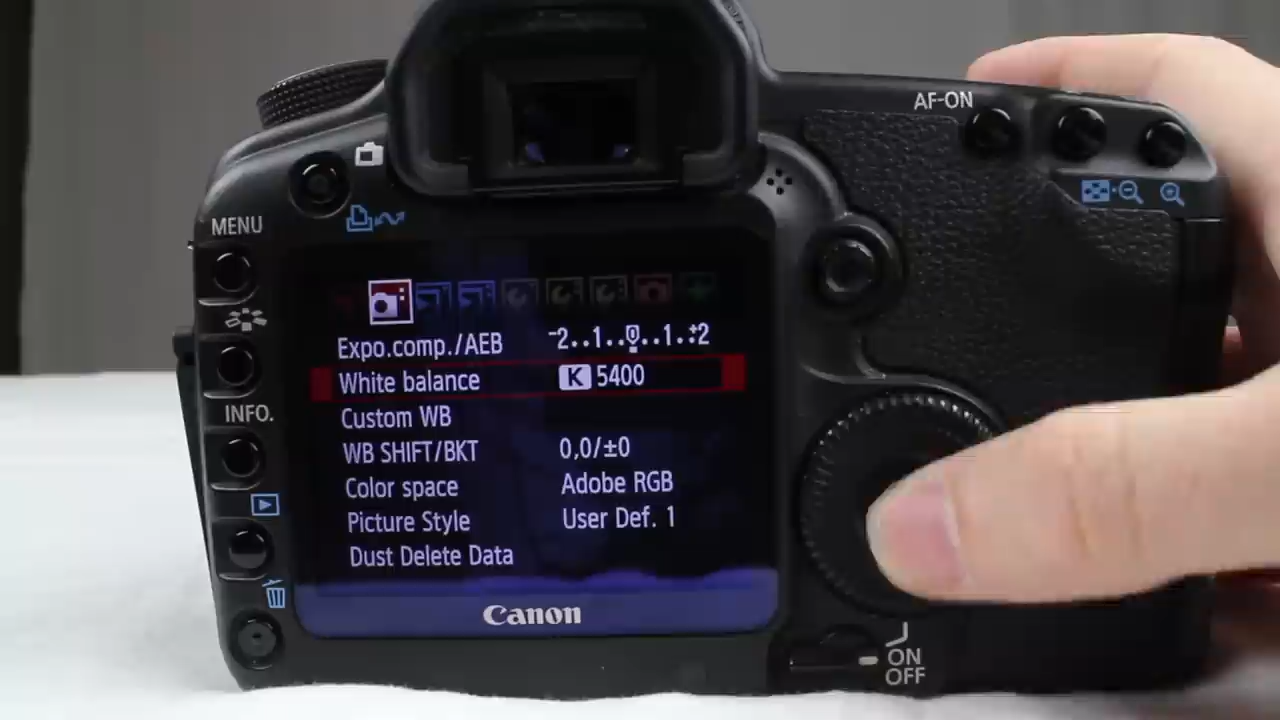 AF-ON
MENU
Expo.comp./AEB -2..1..0..1.:+2
White balance K 5400
INFO.
Custom WB
WB SHIFT/BKT 0,0/±0
Color space Adobe RGB
Picture Style User Def. 1
Dust Delete Data
Canon
ON
OFF